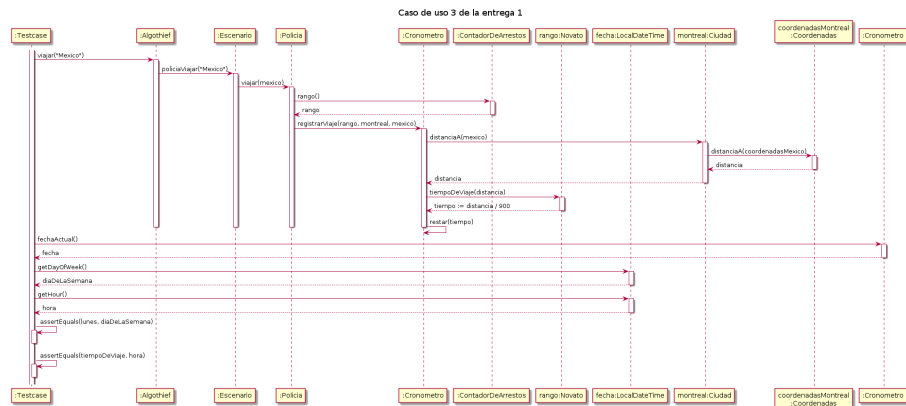 Caso de uso 3 de la entrega 1
:Testcase
:Algothief
:Escenario
:Policia
:Cronometro
:ContadorDeArrestos
rango:Novato
fecha:LocalDateTime
montreal:Ciudad
coordenadasMontreal
:Coordenadas
:Cronometro
viajar("Mexico")
policiaViajar("Mexico")
viajar(mexico)
rango()
rango
registrarViaje(rango, montreal, mexico)
distanciaA(mexico)
distanciaA(coordenadasMexico)
distancia
distancia
tiempoDeViaje(distancia)
tiempo := distancia / 900
restar(tiempo)
fechaActual()
fecha
getDayOfWeek()
diaDeLaSemana
getHour()
hora
assertEquals(lunes, diaDeLaSemana)
assertEquals(tiempoDeViaje, hora)
:Testcase
:Algothief
:Escenario
:Policia
:Cronometro
:ContadorDeArrestos
rango:Novato
fecha:LocalDateTime
montreal:Ciudad
coordenadasMontreal
:Coordenadas
:Cronometro